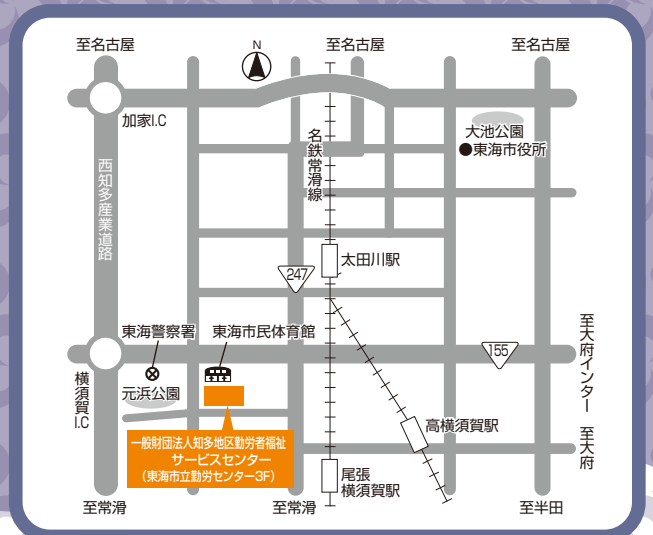 至名古屋
N
至名古屋
至名古屋
加家I.C
大池公園
●東海市役所
名鉄常滑線
西知多産業道路
太田川駅
247
東海警察署
東海市民体育館
155
至大府インター
至大府
元浜公園
横須賀I.C
高横須賀駅
一般財団法人知多地区勤労者福祉
サービスセンター
（東海市立勤労センター3F）
尾張
横須賀駅
至常滑
至常滑
至半田